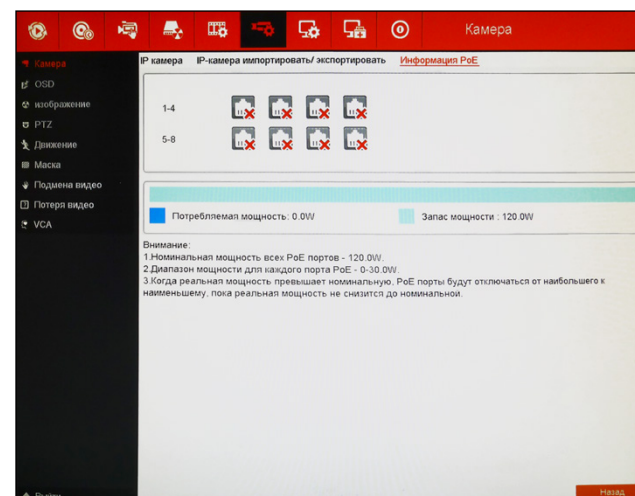 Камера
IP камера IP-камера импортировать/ экспортировать Информация PoE
Камера
OSD
изображение
PTZ
Движение
Маска
Подмена видео
Потеря видео
VCA
1-4
5-8
Потребляемая мощность: 0.0W
Запас мощности : 120.0W
Внимание:
1.Номинальная мощность всех PoE портов - 120.0W.
2.Диапазон мощности для каждого порта PoE - 0-30.0W.
3.Когда реальная мощность превышает номинальную, PoE порты будут отключаться от наибольшего к
наименьшему, пока реальная мощность не снизится до номинальной.
Назад